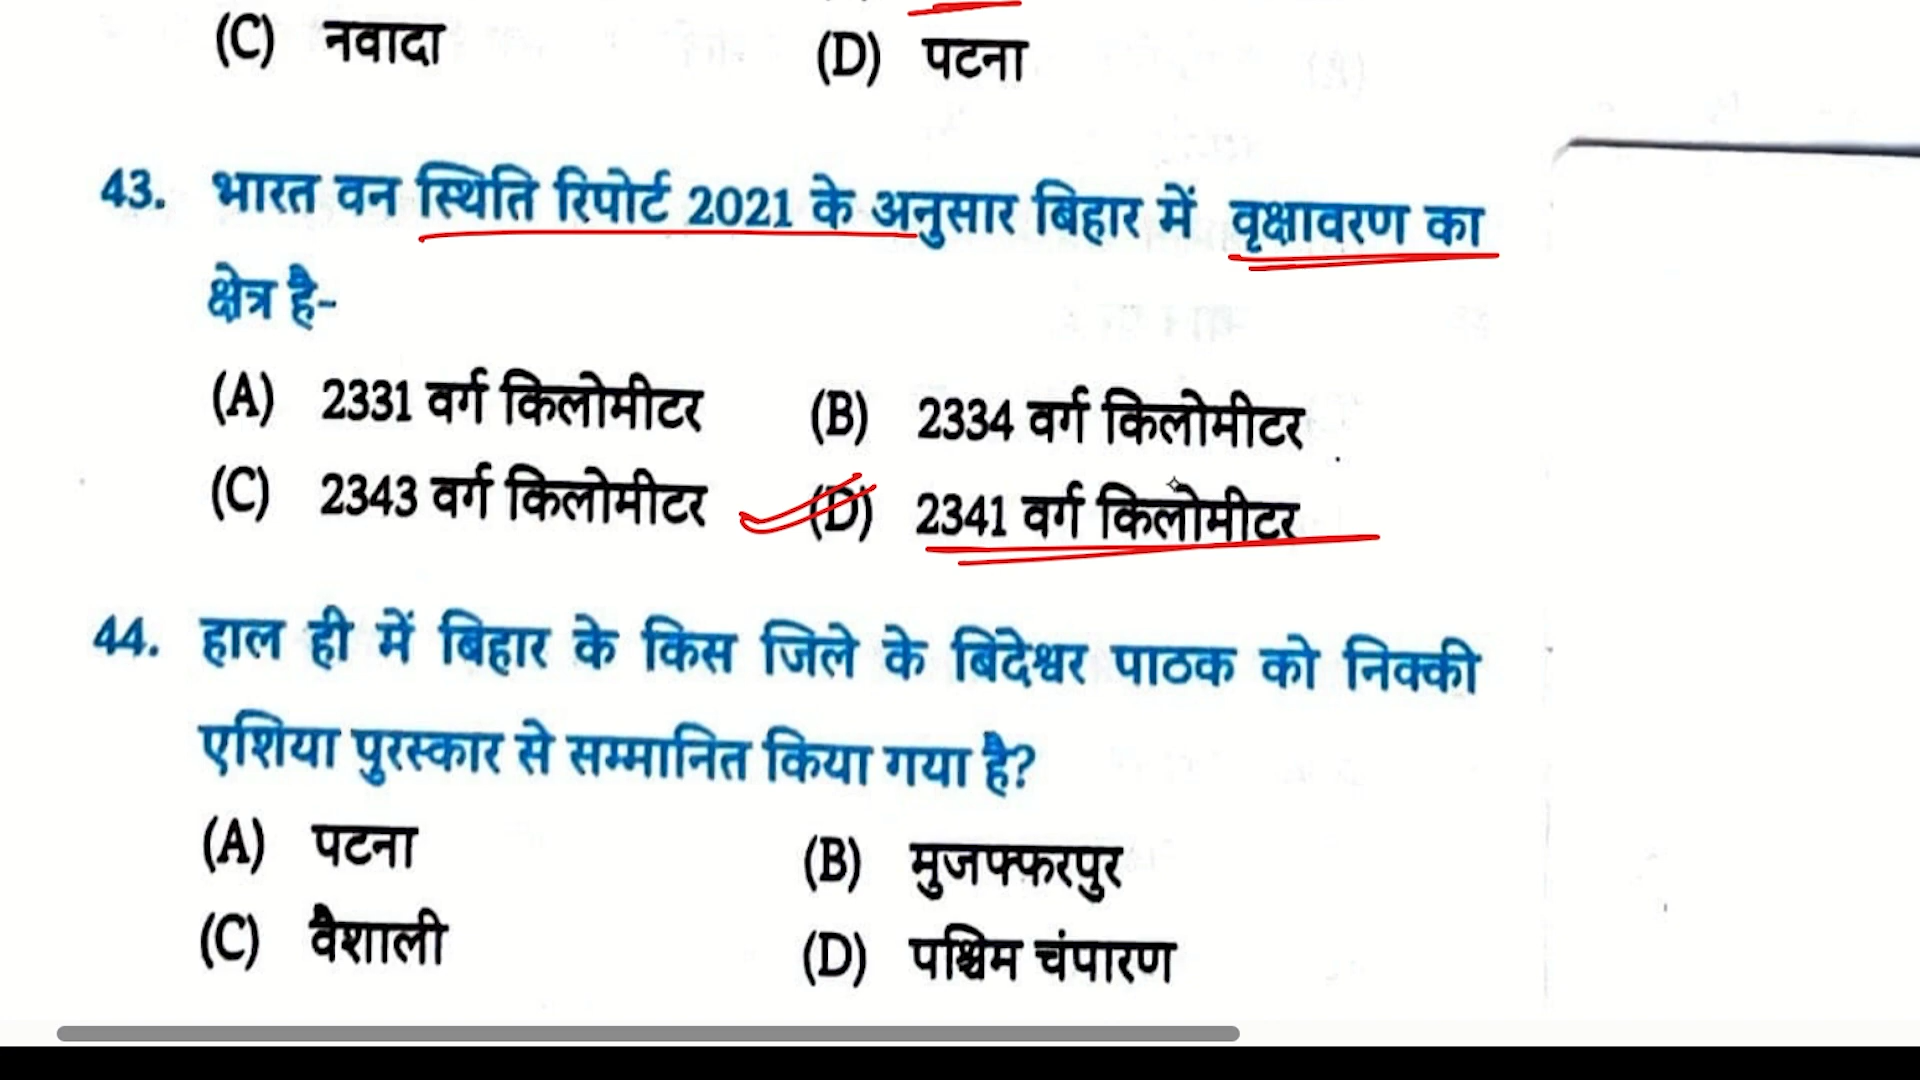 (C) नवादा (D) पटना
43. भारत वन स्थिति रिपोर्ट 2021 के अनुसार बिहार में वृक्षावरण का
क्षेत्र है-
(A) 2331 वर्ग किलोमीटर (B) 2334 वर्ग किलोमीटर
(C) 2343 वर्ग किलोमीटर (D) 2341 वर्ग किलोमीटर
44. हाल ही में बिहार के किस जिले के बिंदेश्वर पाठक को निक्की
एशिया पुरस्कार से सम्मानित किया गया है?
(A) पटना (B) मुजफ्फरपुर
(C) वैशाली (D) पश्चिम चंपारण